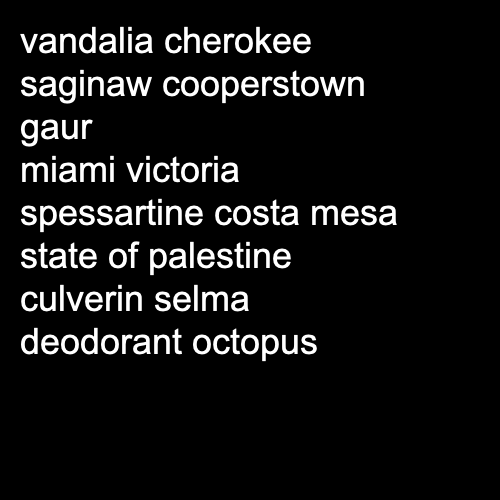 vandalia cherokee
saginaw cooperstown
gaur
miami victoria
spessartine costa mesa
state of palestine
culverin selma
deodorant octopus